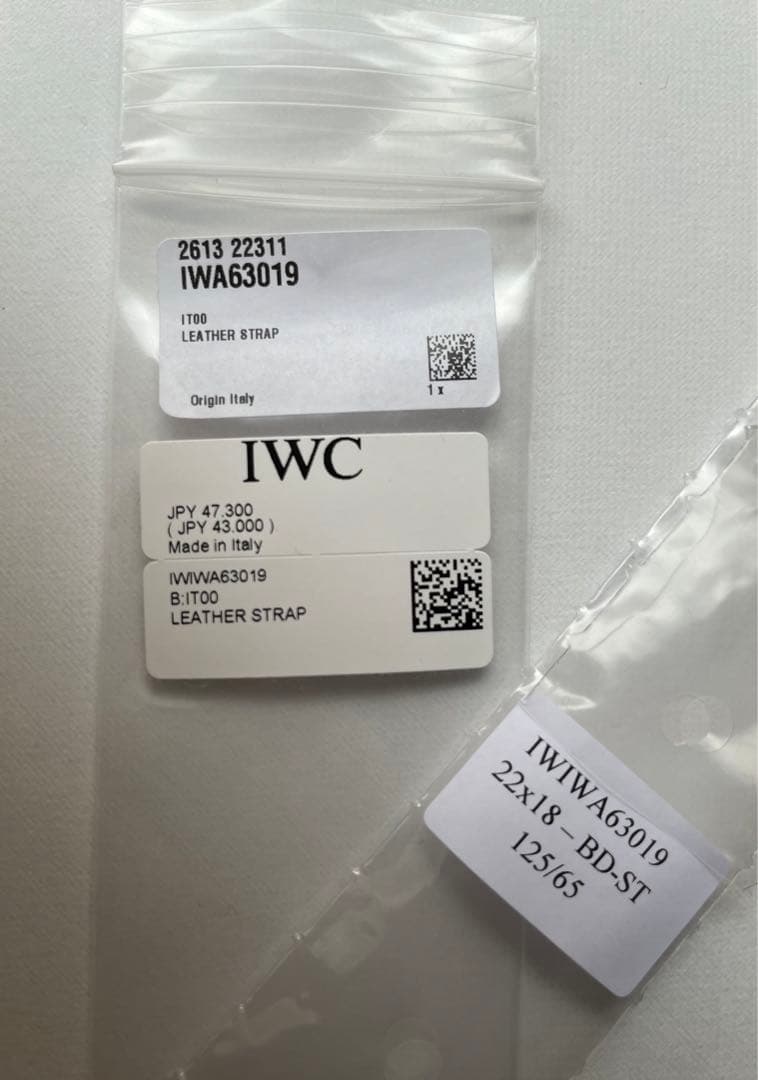 2613 22311
IWA63019
IT00
LEATHER STRAP
1 x
Origin Italy
IWC
JPY 47.300
( JPY 43.000 )
Made in Italy
IWIWA63019
B:IT00
LEATHER STRAP
IWIWA63019
22x18 – BD-ST
125/65